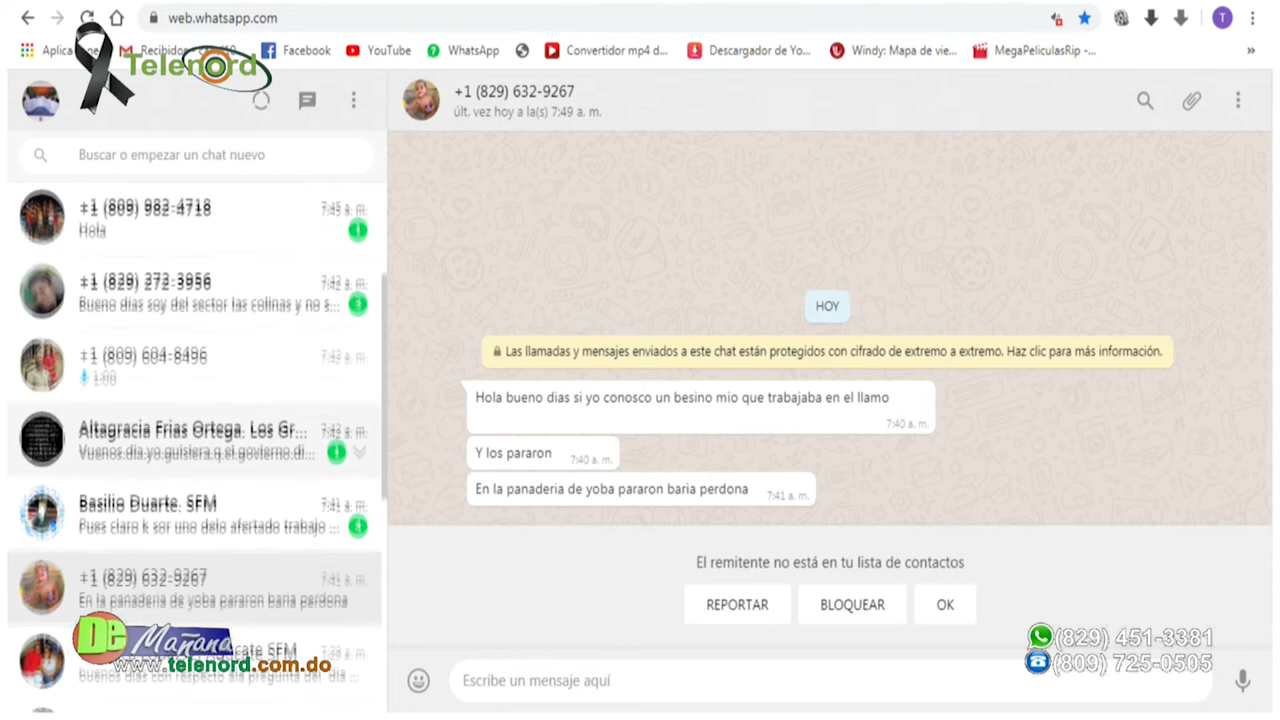 web.whatsapp.com
T
Recibidos
Facebook
YouTube
WhatsApp
Convertidor mp4 d...
Descargador de Yo...
Windy: Mapa de vie...
MegaPeliculasRip -...
»
Telenord
+1 (829) 632-9267
últ. vez hoy a la(s) 7:49 a. m.
Buscar o empezar un chat nuevo
+1 (809) 982-4718
7:45 a. m.
Hola
+1 (829) 272-3956
7:42 a. m.
Bueno dias soy del sector las colinas y no s...
+1 (809) 604-8496
7:42 a. m.
1:00
Altagracia Frias Ortega. Los Gr...
7:42 a. m.
Vuenos.dia.yo.guisiera.q.el.govierno.di...
Basilio Duarte. SFM
7:41 a. m.
Pues claro k sor uno delo afertado trabajo ...
+1 (829) 632-9267
7:41 a. m.
En la panaderia de yoba pararon baria perdona
SFM
buenos dias con respecto ala pregunta del dia ...
HOY
Las llamadas y mensajes enviados a este chat están protegidos con cifrado de extremo a extremo. Haz clic para más información.
Hola bueno dias si yo conosco un besino mio que trabajaba en el llamo
7:40 a. m.
Y los pararon
7:40 a. m.
En la panaderia de yoba pararon baria perdona
7:41 a. m.
El remitente no está en tu lista de contactos
REPORTAR
BLOQUEAR
OK
Escribe un mensaje aquí
De Mañana
www.telenord.com.do
(829) 451-3381
(809) 725-0505